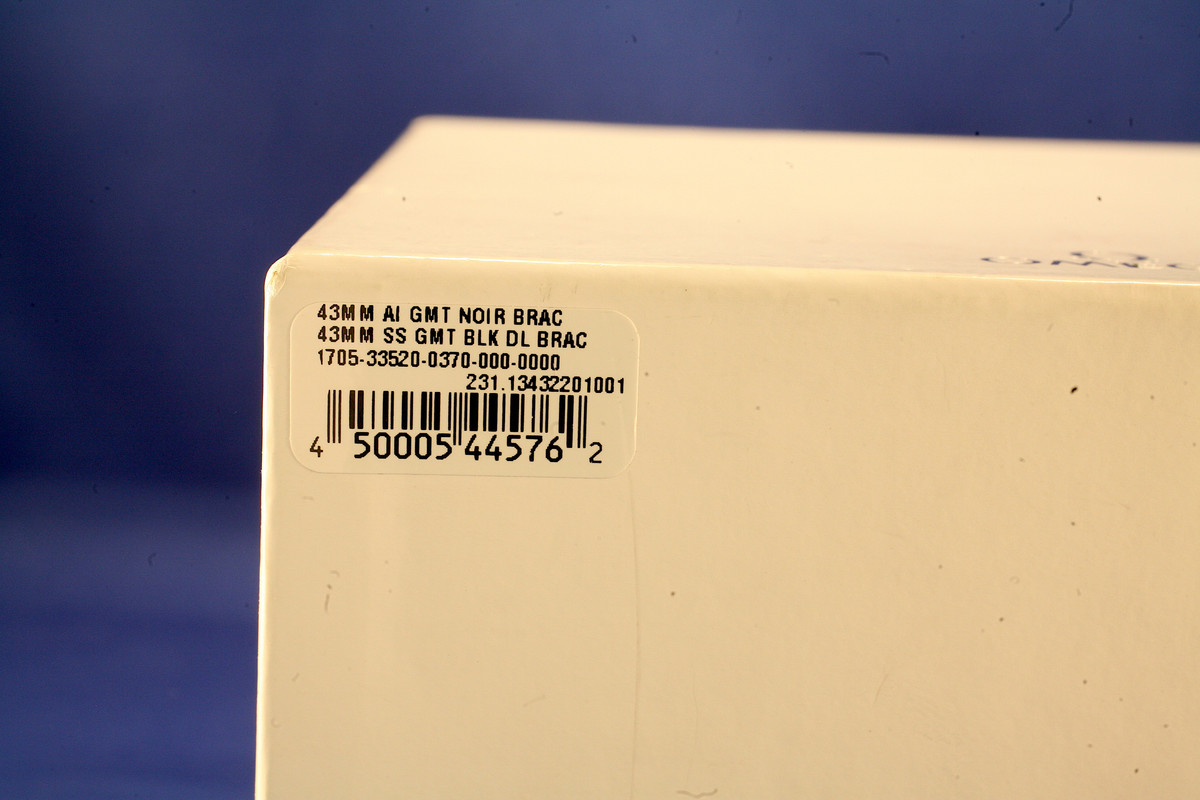 43MM AI GMT NOIR BRAC
43MM SS GMT BLK DL BRAC
1705-33520-0370-000-0000
231.13432201001
4 50005 44576 2